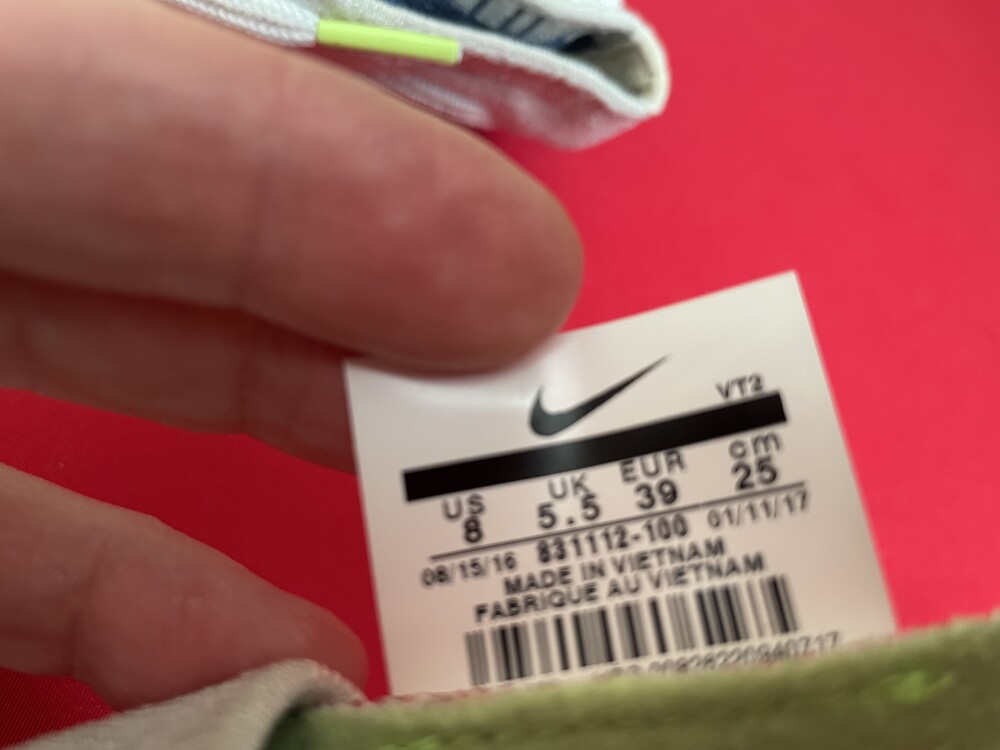 VT2
US UK EUR cm
8 5.5 39 25
08/15/16 831112-100 01/11/17
MADE IN VIETNAM
FABRIQUE AU VIETNAM